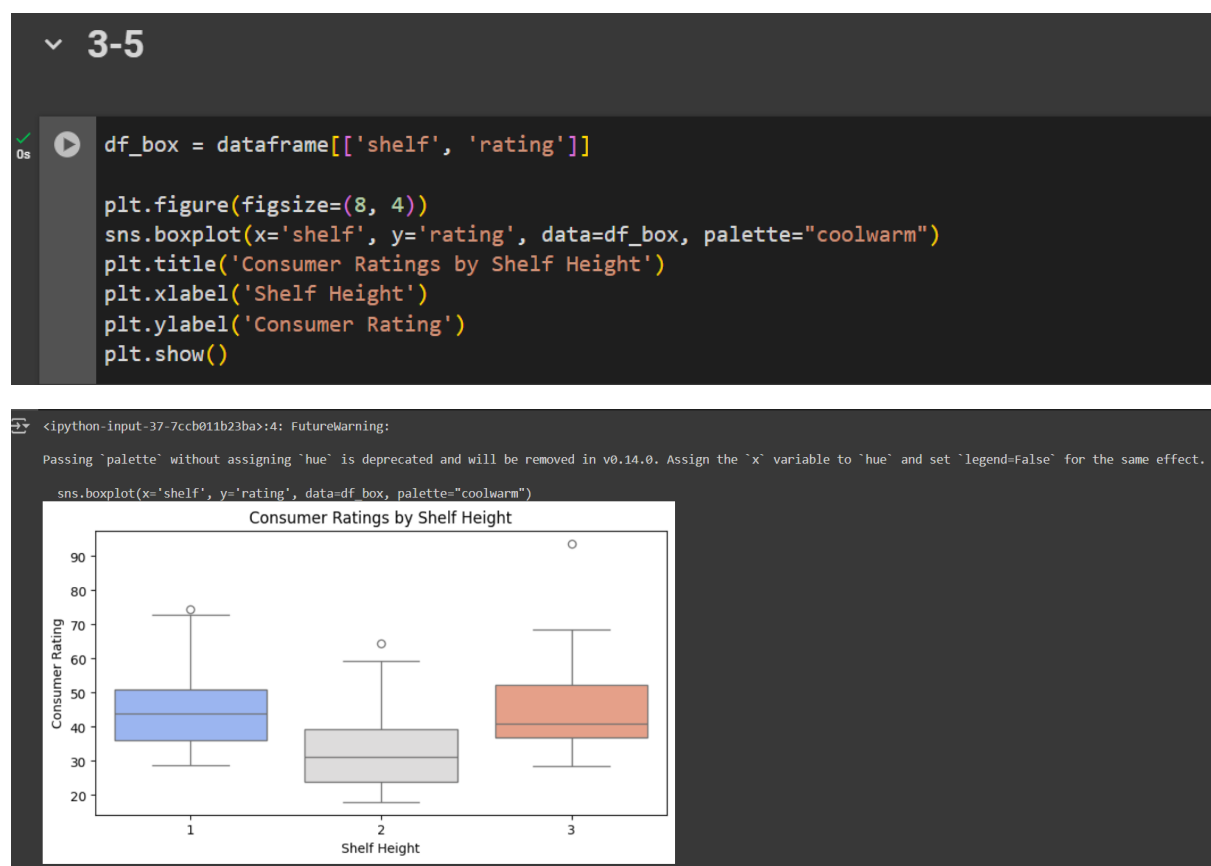 3-5
0s
df_box = dataframe[['shelf', 'rating']]
plt.figure(figsize=(8, 4))
sns.boxplot(x='shelf', y='rating', data=df_box, palette="coolwarm")
plt.title('Consumer Ratings by Shelf Height')
plt.xlabel('Shelf Height')
plt.ylabel('Consumer Rating')
plt.show()
<ipython-input-37-7ccb011b23ba>:4: FutureWarning:
Passing `palette` without assigning `hue` is deprecated and will be removed in v0.14.0. Assign the `x` variable to `hue` and set `legend=False` for the same effect.
sns.boxplot(x='shelf', y='rating', data=df_box, palette="coolwarm")
Consumer Ratings by Shelf Height
Consumer Rating
90
80
70
60
50
40
30
20
1 2 3
Shelf Height